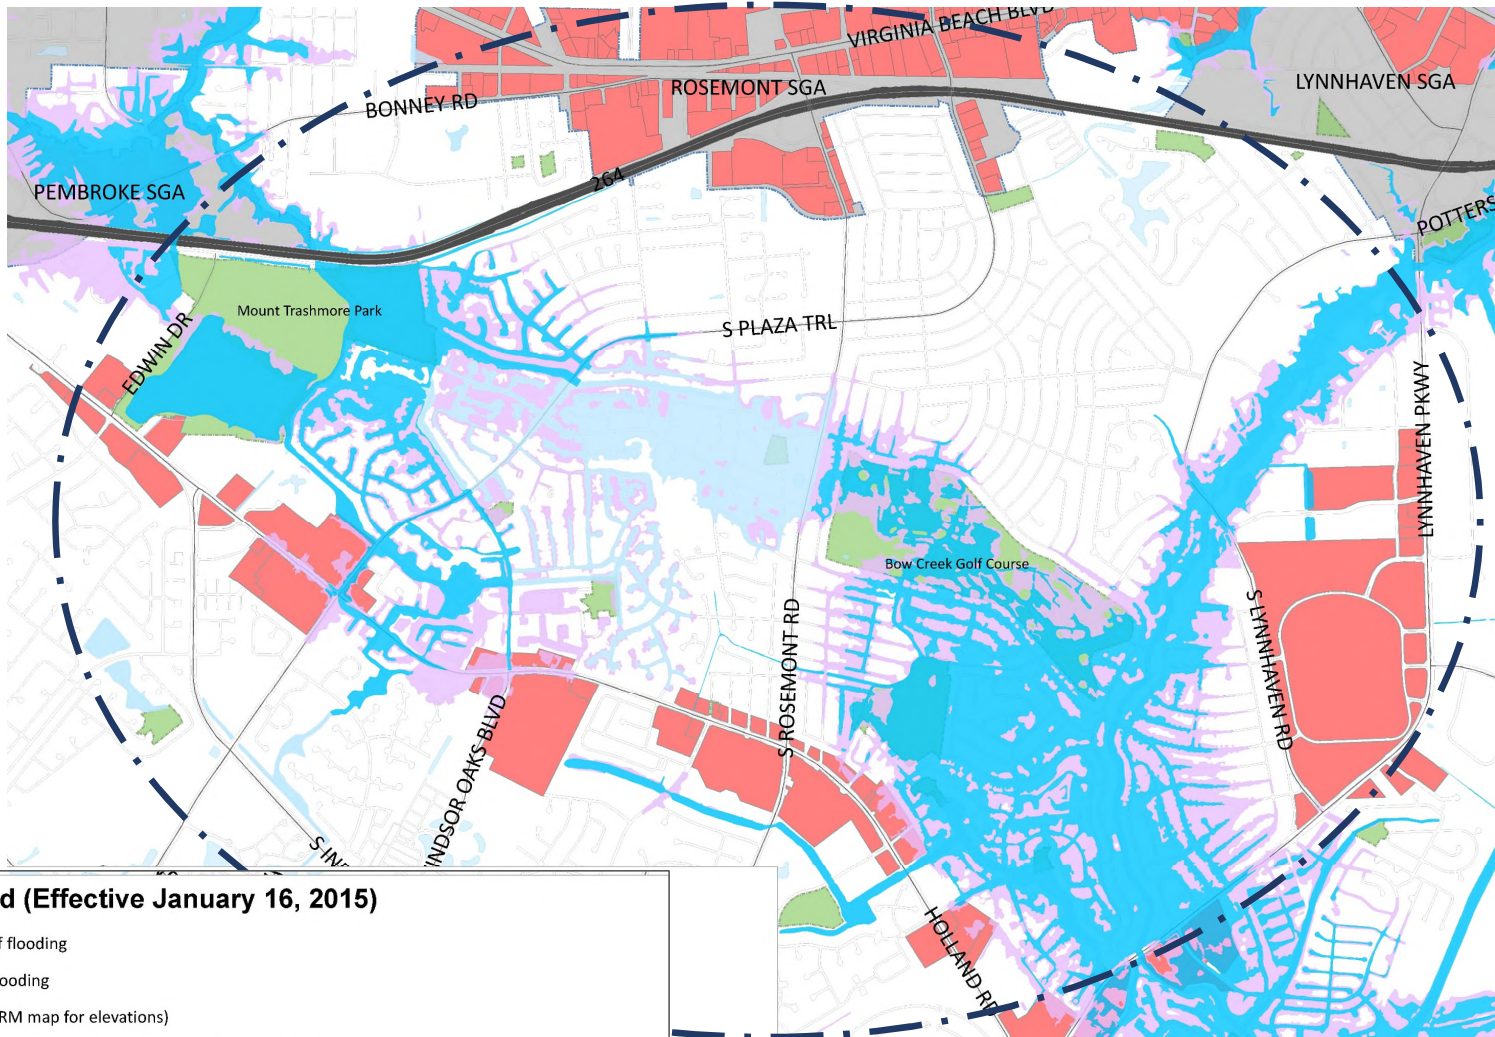 VIRGINIA BEACH BLVD
LYNNHAVEN SGA
ROSEMONT SGA
BONNEY RD
264
PEMBROKE SGA
POTTERS
Mount Trashmore Park
S PLAZA TRL
EDWIN DR
LYNNHAVEN PKWY
Bow Creek Golf Course
S ROSEMONT RD
S LYNNHAVEN RD
INDSOR OAKS BLVD
S IN
HOLLAND RD
d (Effective January 16, 2015)
f flooding
ooding
RM map for elevations)